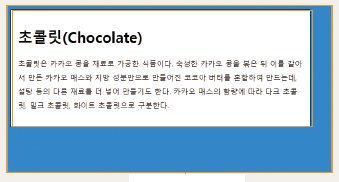 초콜릿(Chocolate)
초콜릿은 카카오 콩을 재료로 가공한 식품이다. 숙성한 카카오 콩을 볶은 뒤 이를 갈아
서 만든 카카오 매스와 지방 성분만으로 만들어진 코코아 버터를 혼합하여 만드는데,
설탕 등의 다른 재료를 더 넣어 만들기도 한다. 카카오 매스의 함량에 따라 다크 초콜
릿, 밀크 초콜릿, 화이트 초콜릿으로 구분한다.